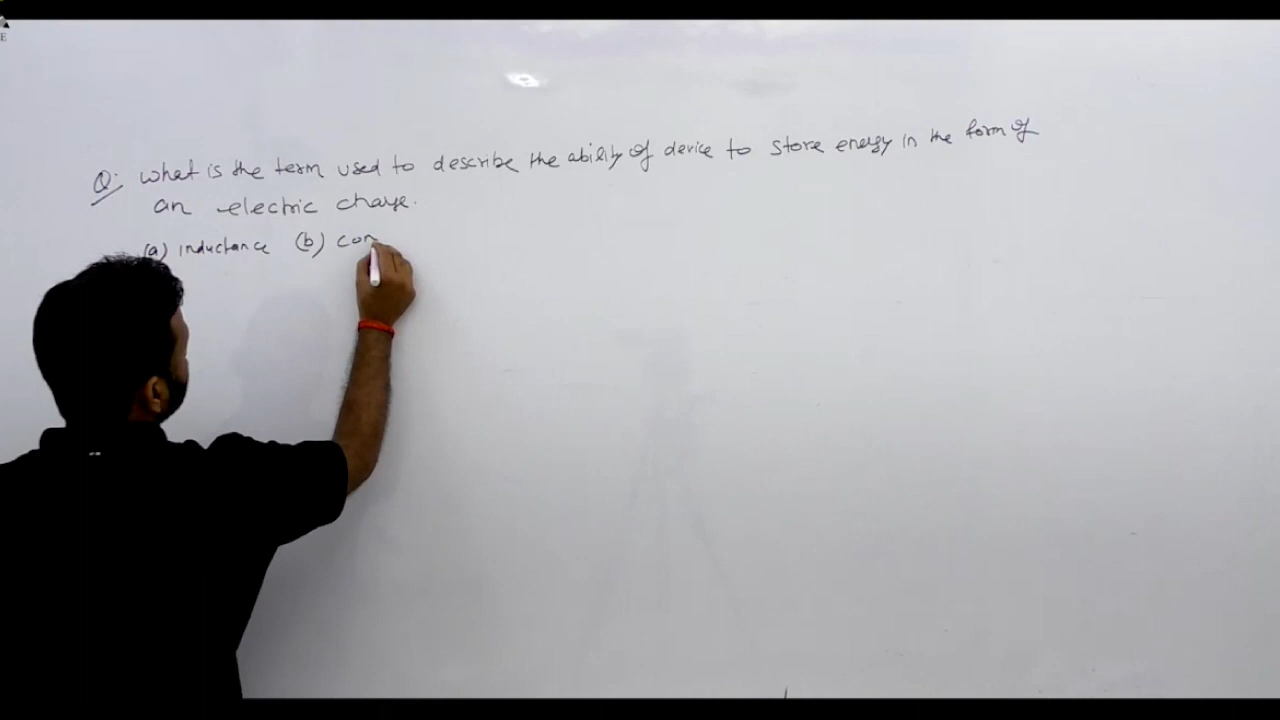 Q: what is the term used to describe the ability of device to store energy in the form of
an electric charge.
(a) inductance (b) con
E